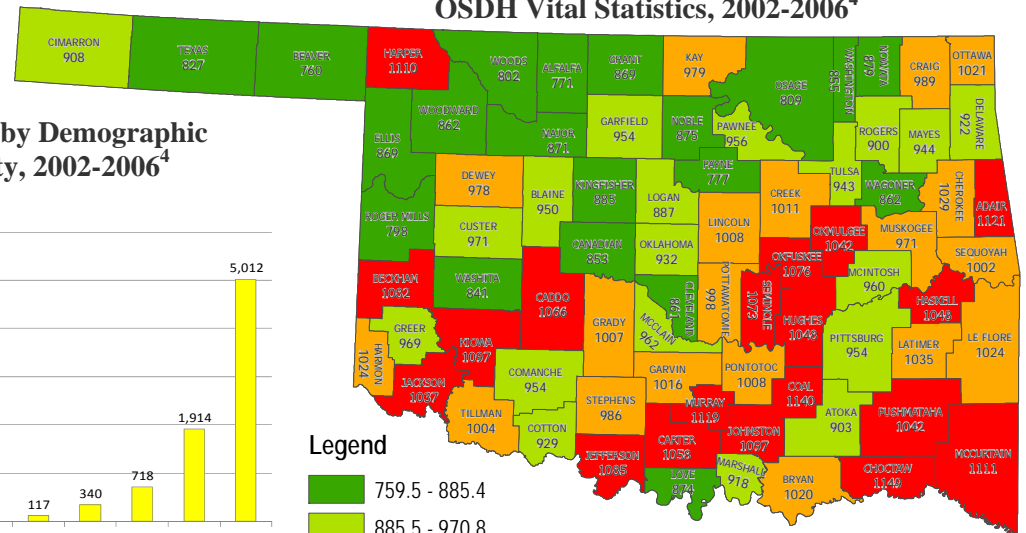 OSDH Vital Statistics, 2002-2006⁴
by Demographic
ty, 2002-2006⁴
117
340
718
1,914
5,012
CIMARRON
908
TEXAS
827
BEAVER
760
HARPER
1110
WOODS
802
ALFALFA
771
GRANT
869
KAY
979
OSAGE
809
WASHINGTON
855
NOWATA
879
CRAIG
989
OTTAWA
1021
DELAWARE
922
ELLIS
869
WOODWARD
862
MAJOR
871
GARFIELD
954
NOBLE
875
PAWNEE
956
ROGERS
900
MAYES
944
PAYNE
777
TULSA
943
WAGONER
862
CHEROKEE
1029
ADAIR
1121
DEWEY
978
BLAINE
950
KINGFISHER
885
LOGAN
887
CREEK
1011
ROGER MILLS
798
CUSTER
971
CANADIAN
853
OKLAHOMA
932
LINCOLN
1008
OKMULGEE
1042
MUSKOGEE
971
SEQUOYAH
1002
OKFUSKEE
1076
MCINTOSH
960
BECKHAM
1062
WASHITA
841
CADDO
1066
GRADY
1007
MCCLAIN
962
CLEVELAND
861
POTTAWATOMIE
998
SEMINOLE
1073
HUGHES
1046
HASKELL
1048
PITTSBURG
954
LATIMER
1035
LE FLORE
1024
GREER
969
HARMON
1024
KIOWA
1097
JACKSON
1037
COMANCHE
954
TILLMAN
1004
COTTON
929
STEPHENS
986
GARVIN
1016
PONTOTOC
1008
COAL
1140
MURRAY
1119
JOHNSTON
1097
CARTER
1058
JEFFERSON
1085
LOVE
874
MARSHALL
918
BRYAN
1020
ATOKA
903
PUSHMATAHA
1042
CHOCTAW
1149
MCCURTAIN
1111
Legend
759.5 - 885.4
885.5 - 970.8